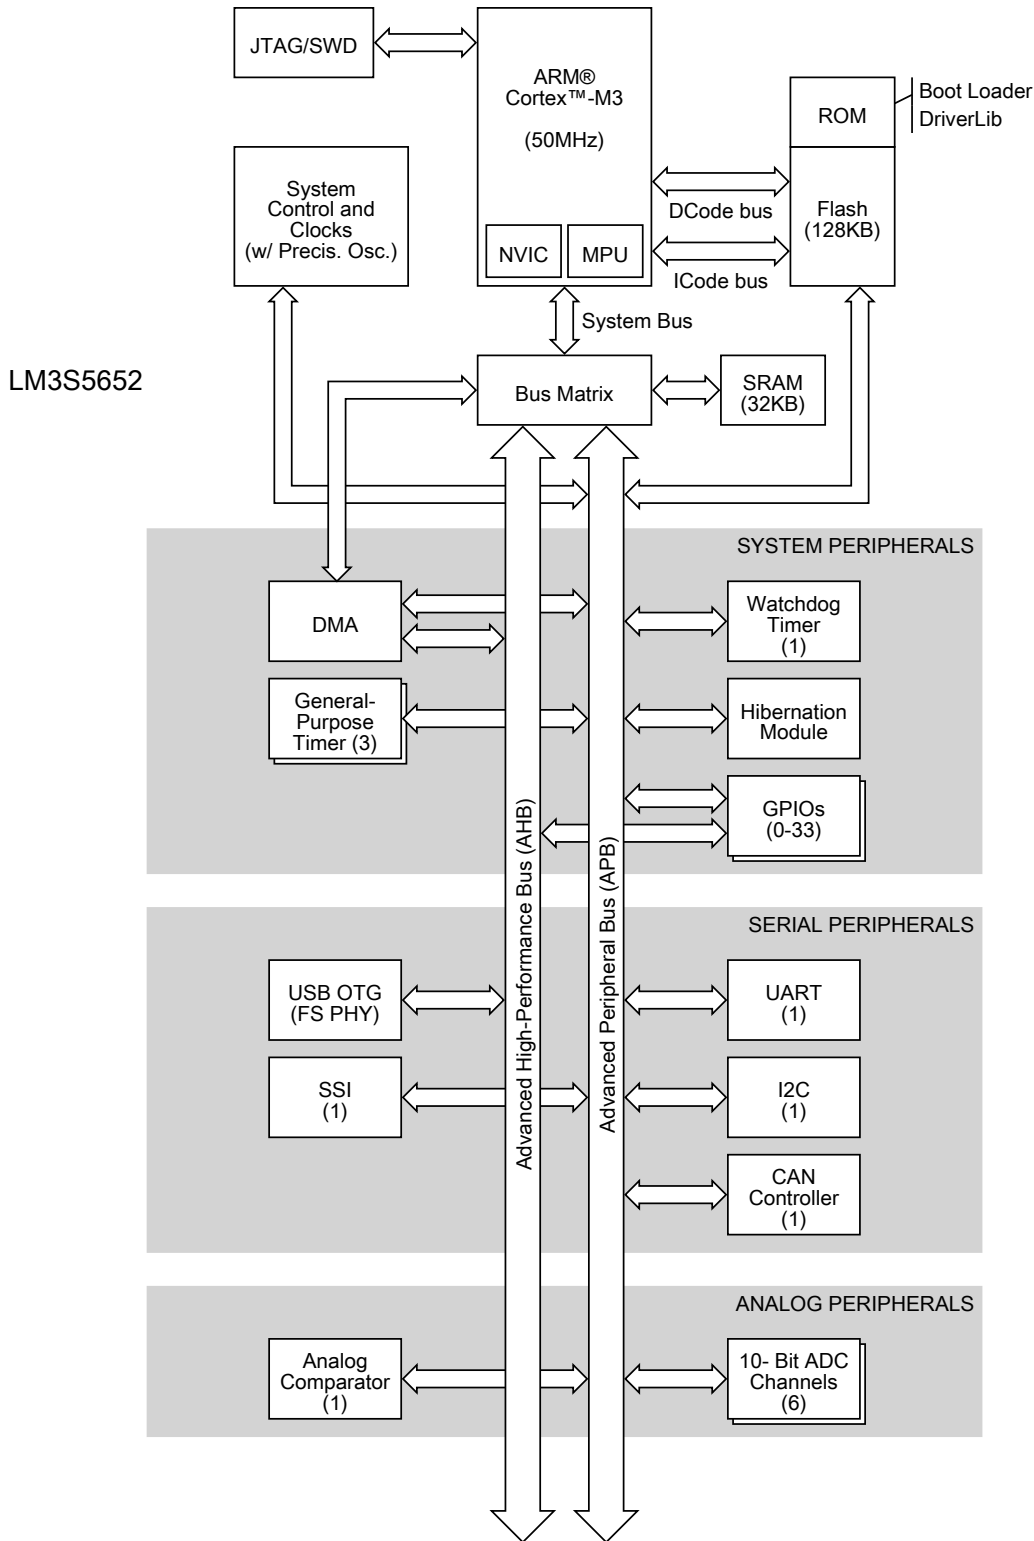 JTAG/SWD
ARM®
Cortex™-M3
(50MHz)
NVIC
MPU
ROM
Boot Loader
DriverLib
Flash
(128KB)
DCode bus
ICode bus
System
Control and
Clocks
(w/ Precis. Osc.)
System Bus
LM3S5652
Bus Matrix
SRAM
(32KB)
SYSTEM PERIPHERALS
DMA
Watchdog
Timer
(1)
General-
Purpose
Timer (3)
Hibernation
Module
GPIOs
(0-33)
Advanced High-Performance Bus (AHB)
Advanced Peripheral Bus (APB)
SERIAL PERIPHERALS
USB OTG
(FS PHY)
UART
(1)
SSI
(1)
I2C
(1)
CAN
Controller
(1)
ANALOG PERIPHERALS
Analog
Comparator
(1)
10- Bit ADC
Channels
(6)